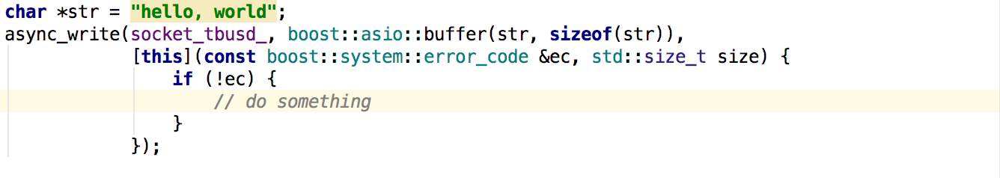 char *str = "hello, world";
async_write(socket_tbusd_, boost::asio::buffer(str, sizeof(str)),
            [this](const boost::system::error_code &ec, std::size_t size) {
                if (!ec) {
                    // do something
                }
            });